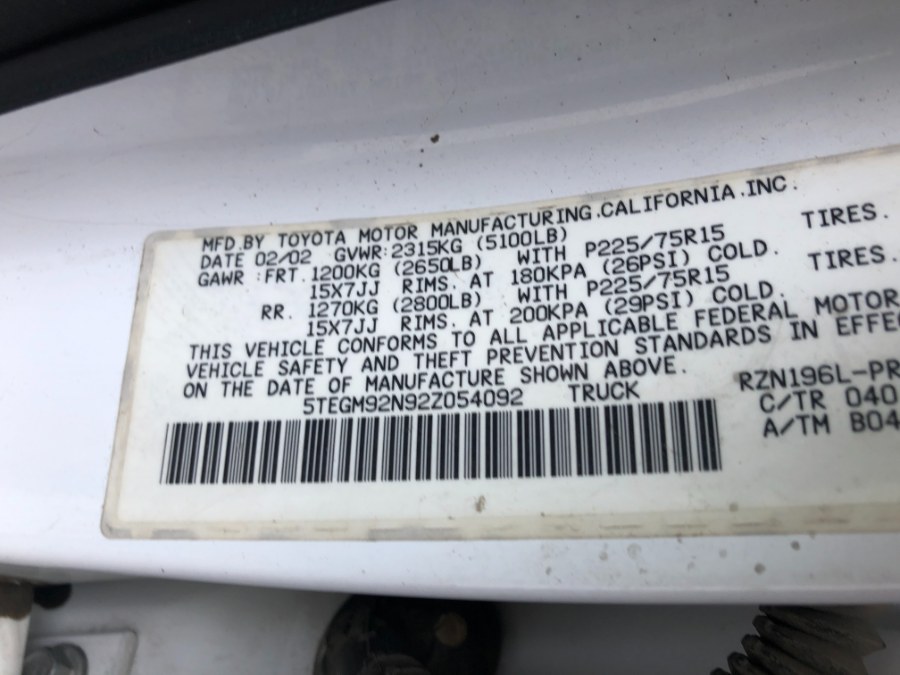 MFD.BY TOYOTA MOTOR MANUFACTURING.CALIFORNIA.INC.
DATE 02/02 GVWR:2315KG (5100LB)
GAWR :FRT.1200KG (2650LB) WITH P225/75R15 TIRES.
15X7JJ RIMS. AT 180KPA (26PSI) COLD.
RR. 1270KG (2800LB) WITH P225/75R15 TIRES.
15X7JJ RIMS. AT 200KPA (29PSI) COLD.
THIS VEHICLE CONFORMS TO ALL APPLICABLE FEDERAL MOTOR
VEHICLE SAFETY AND THEFT PREVENTION STANDARDS IN EFFE
ON THE DATE OF MANUFACTURE SHOWN ABOVE.
5TEGM92N92Z054092 TRUCK RZN196L-PR
C/TR 040
A/TM B04